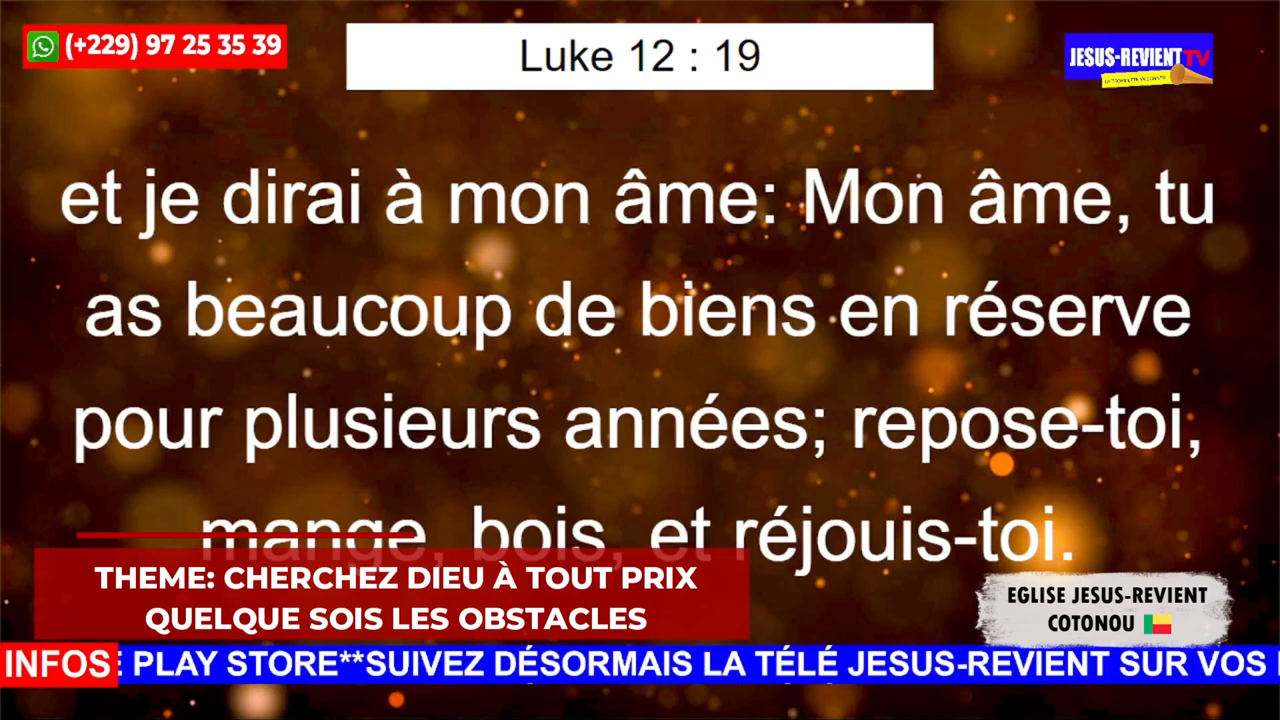 (+229) 97 25 35 39
Luke 12 : 19
JESUS-REVIENT TV
et je dirai à mon âme: Mon âme, tu
as beaucoup de biens en réserve
pour plusieurs années; repose-toi,
mange, bois, et réjouis-toi.
THEME: CHERCHEZ DIEU À TOUT PRIX
QUELQUE SOIS LES OBSTACLES
EGLISE JESUS-REVIENT
COTONOU
INFOS PLAY STORE**SUIVEZ DÉSORMAIS LA TÉLÉ JESUS-REVIENT SUR VOS